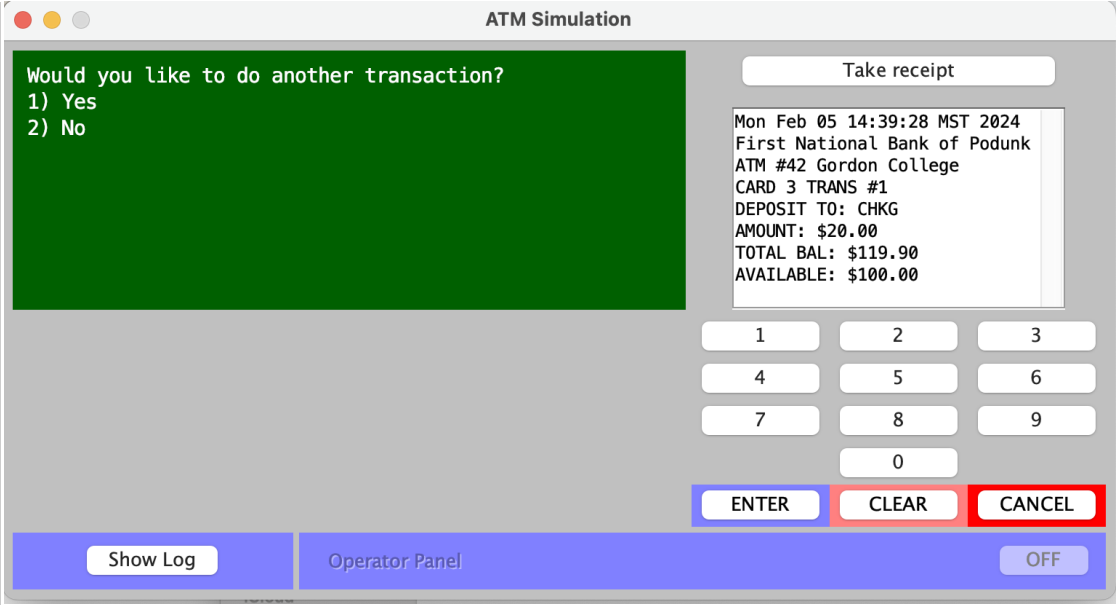 ATM Simulation
Would you like to do another transaction?
1) Yes
2) No
Take receipt
Mon Feb 05 14:39:28 MST 2024
First National Bank of Podunk
ATM #42 Gordon College
CARD 3 TRANS #1
DEPOSIT TO: CHKG
AMOUNT: $20.00
TOTAL BAL: $119.90
AVAILABLE: $100.00
1 2 3
4 5 6
7 8 9
0
ENTER CLEAR CANCEL
Show Log Operator Panel OFF